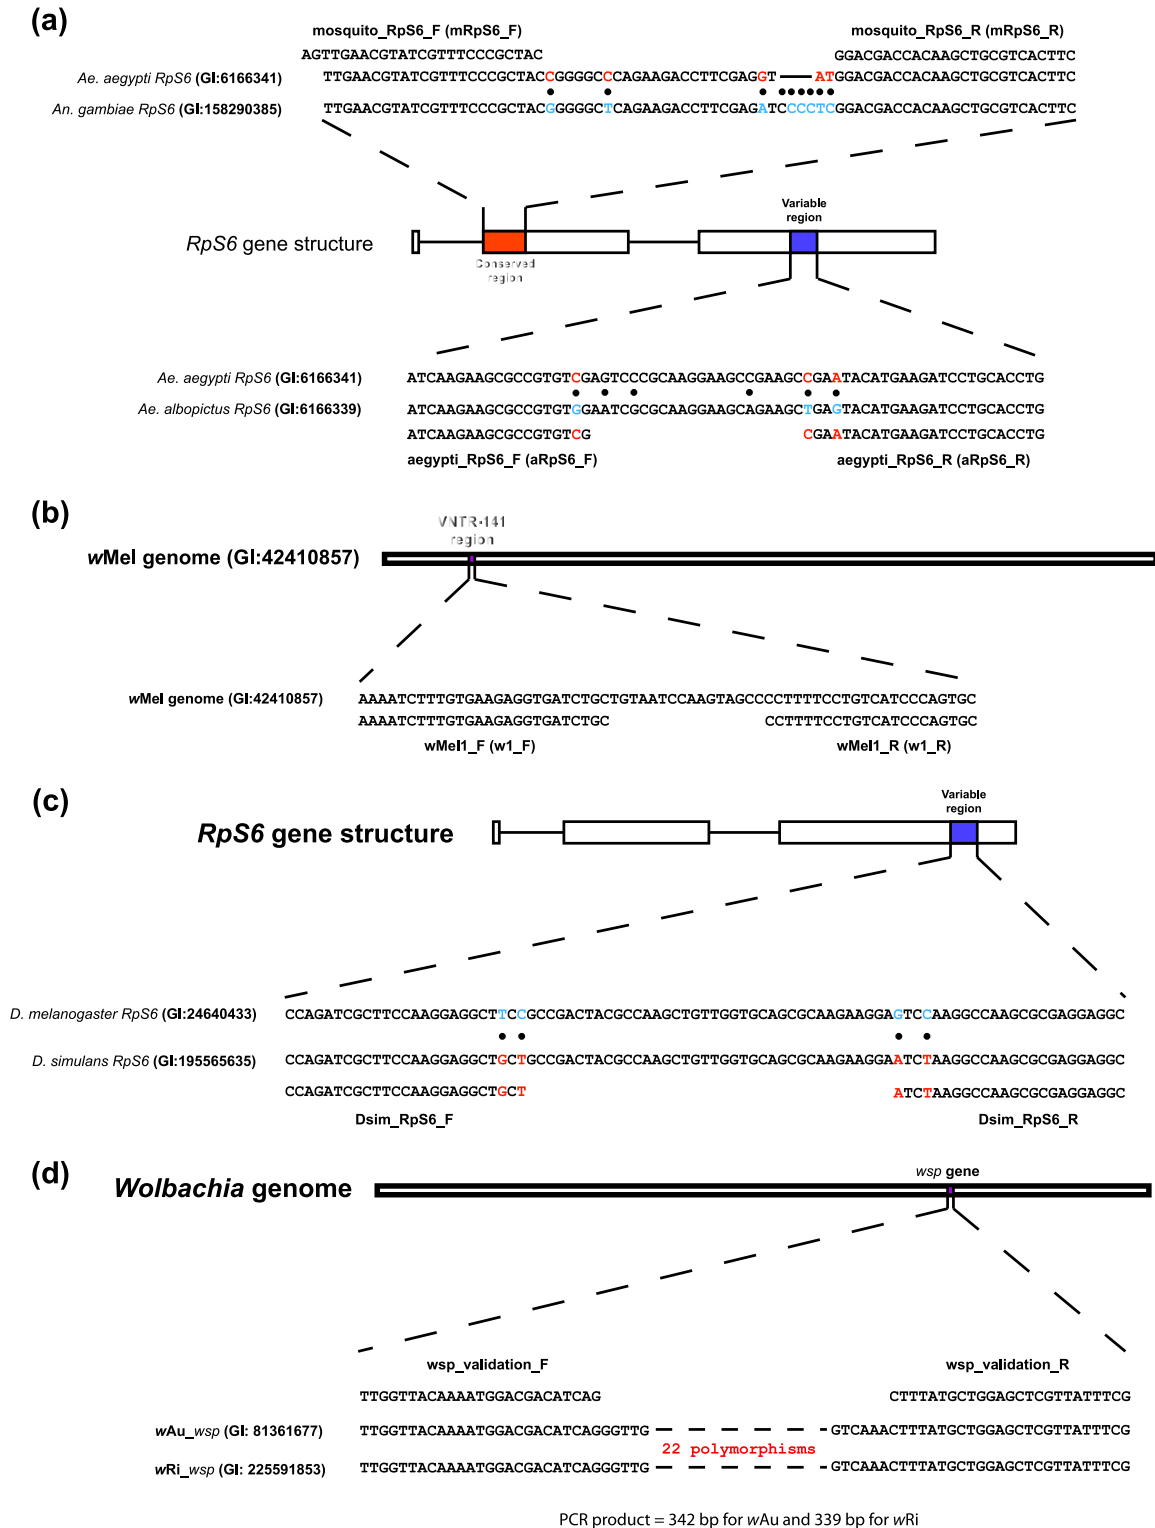 (a)
mosquito_RpS6_F (mRpS6_F) mosquito_RpS6_R (mRpS6_R)
AGTTGAACGTATCGTTTCCCGCTAC GGACGACCACAAGCTGCGTCACTTC
Ae. aegypti RpS6 (GI:6166341) TTGAACGTATCGTTTCCCGCTACCGGGGCCCAGAAGACCTTCGAGGT—ATGGACGACCACAAGCTGCGTCACTTC
An. gambiae RpS6 (GI:158290385) TTGAACGTATCGTTTCCCGCTACGGGGGCTCAGAAGACCTTCGAGATCCCCTCGGACGACCACAAGCTGCGTCACTTC
Variable
region
RpS6 gene structure
Conserved
region
Ae. aegypti RpS6 (GI:6166341) ATCAAGAAGCGCCGTGTCGAGTCCCGCAAGGAAGCCGAAGCCGAATACATGAAGATCCTGCACCTG
Ae. albopictus RpS6 (GI:6166339) ATCAAGAAGCGCCGTGTGGAATCGCGCAAGGAAGCAGAAGCTGAGTACATGAAGATCCTGCACCTG
ATCAAGAAGCGCCGTGTCG CGAATACATGAAGATCCTGCACCTG
aegypti_RpS6_F (aRpS6_F) aegypti_RpS6_R (aRpS6_R)
(b)
VNTR-141
region
wMel genome (GI:42410857)
wMel genome (GI:42410857) AAAATCTTTGTGAAGAGGTGATCTGCTGTAATCCAAGTAGCCCCTTTTCCTGTCATCCCAGTGC
AAAATCTTTGTGAAGAGGTGATCTGC CCTTTTCCTGTCATCCCAGTGC
wMel1_F (w1_F) wMel1_R (w1_R)
(c)
Variable
region
RpS6 gene structure
D. melanogaster RpS6 (GI:24640433) CCAGATCGCTTCCAAGGAGGCTTCCGCCGACTACGCCAAGCTGTTGGTGCAGCGCAAGAAGGAGTCCAAGGCCAAGCGCGAGGAGGC
D. simulans RpS6 (GI:195565635) CCAGATCGCTTCCAAGGAGGCTGCTGCCGACTACGCCAAGCTGTTGGTGCAGCGCAAGAAGGAATCTAAGGCCAAGCGCGAGGAGGC
CCAGATCGCTTCCAAGGAGGCTGCT ATCTAAGGCCAAGCGCGAGGAGGC
Dsim_RpS6_F Dsim_RpS6_R
(d)
wsp gene
Wolbachia genome
wsp_validation_F wsp_validation_R
TTGGTTACAAAATGGACGACATCAG CTTTATGCTGGAGCTCGTTATTTCG
wAu_wsp (GI: 81361677) TTGGTTACAAAATGGACGACATCAGGGTTG — — — — — — GTCAAACTTTATGCTGGAGCTCGTTATTTCG
22 polymorphisms
wRi_wsp (GI: 225591853) TTGGTTACAAAATGGACGACATCAGGGTTG — — — — — — GTCAAACTTTATGCTGGAGCTCGTTATTTCG
PCR product = 342 bp for wAu and 339 bp for wRi